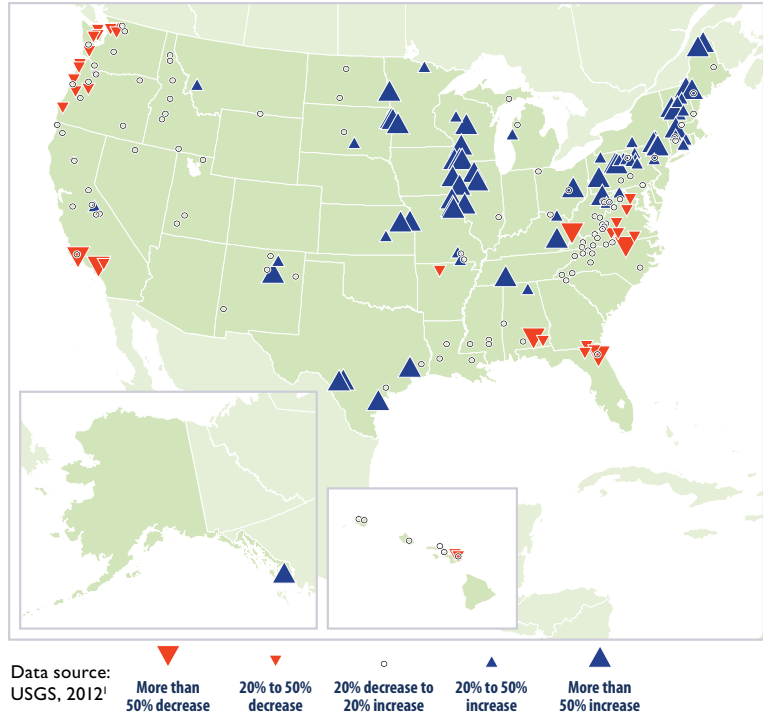 Data source:
USGS, 2012¹
More than
50% decrease
20% to 50%
decrease
20% decrease to
20% increase
20% to 50%
increase
More than
50% increase